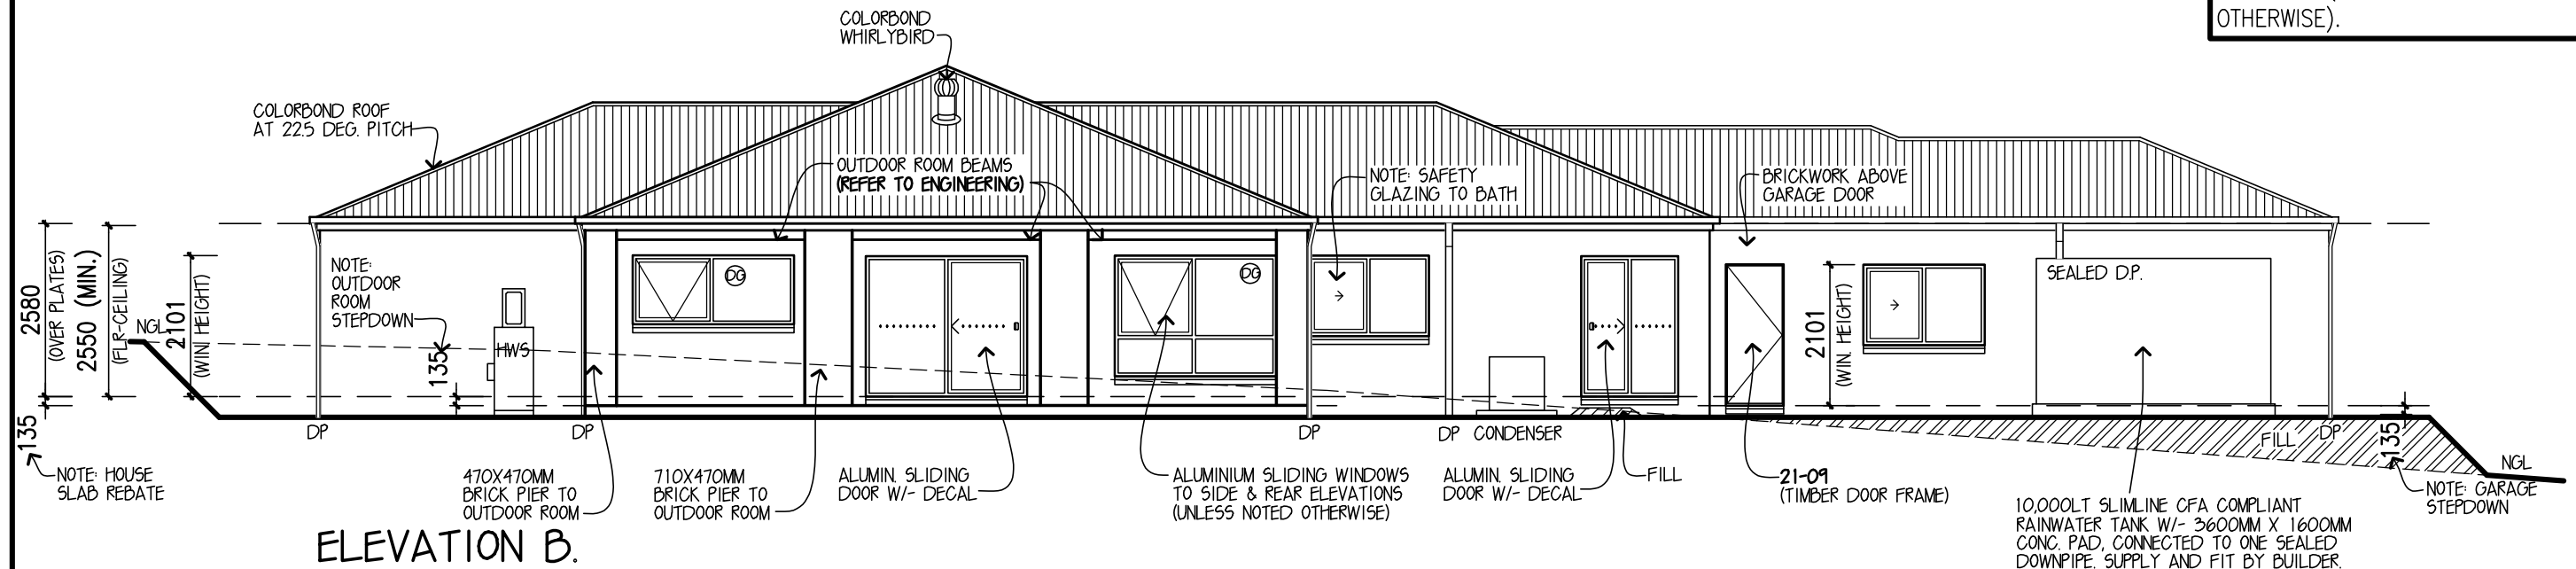 OTHERWISE).
COLORBOND
WHIRLYBIRD
COLORBOND ROOF
AT 22.5 DEG. PITCH
OUTDOOR ROOM BEAMS
(REFER TO ENGINEERING)
NOTE: SAFETY
GLAZING TO BATH
BRICKWORK ABOVE
GARAGE DOOR
2580
(OVER PLATES)
2550 (MIN.)
(FLR-CEILING)
2101
(WIN. HEIGHT)
NGL
NOTE:
OUTDOOR
ROOM
STEPDOWN
135
HWS
DG
DG
2101
(WIN. HEIGHT)
SEALED D.P.
135
NOTE: HOUSE
SLAB REBATE
DP
DP
DP
DP
CONDENSER
FILL
DP
135
NGL
470X470MM
BRICK PIER TO
OUTDOOR ROOM
710X470MM
BRICK PIER TO
OUTDOOR ROOM
ALUMIN. SLIDING
DOOR W/- DECAL
ALUMINIUM SLIDING WINDOWS
TO SIDE & REAR ELEVATIONS
(UNLESS NOTED OTHERWISE)
ALUMIN. SLIDING
DOOR W/- DECAL
FILL
21-09
(TIMBER DOOR FRAME)
10,000LT SLIMLINE CFA COMPLIANT
RAINWATER TANK W/- 3600MM X 1600MM
CONC. PAD, CONNECTED TO ONE SEALED
DOWNPIPE. SUPPLY AND FIT BY BUILDER.
NOTE: GARAGE
STEPDOWN
ELEVATION B.